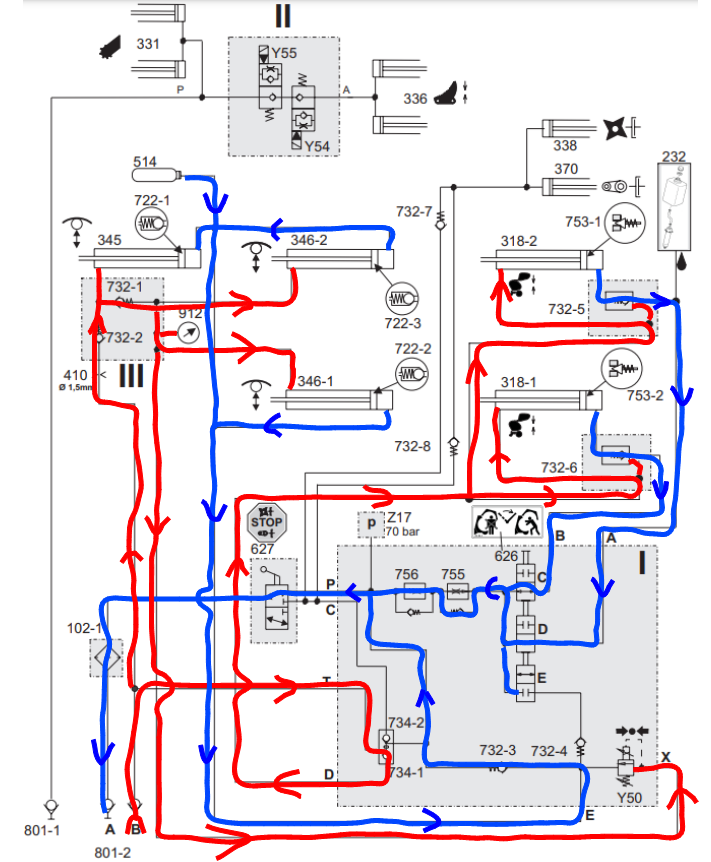 II
331
Y55
P
A
336
Y54
338
514
370
232
722-1
732-7
753-1
345
346-2
318-2
732-1
732-5
912
722-3
732-2
410
Ø 1,5mm
III
722-2
346-1
318-1
753-2
732-8
732-6
STOP
p
Z17
70 bar
627
626
B
A
I
P
756
755
C
C
102-1
D
E
T
734-2
732-3
732-4
X
D
734-1
Y50
801-1
A
B
E
801-2